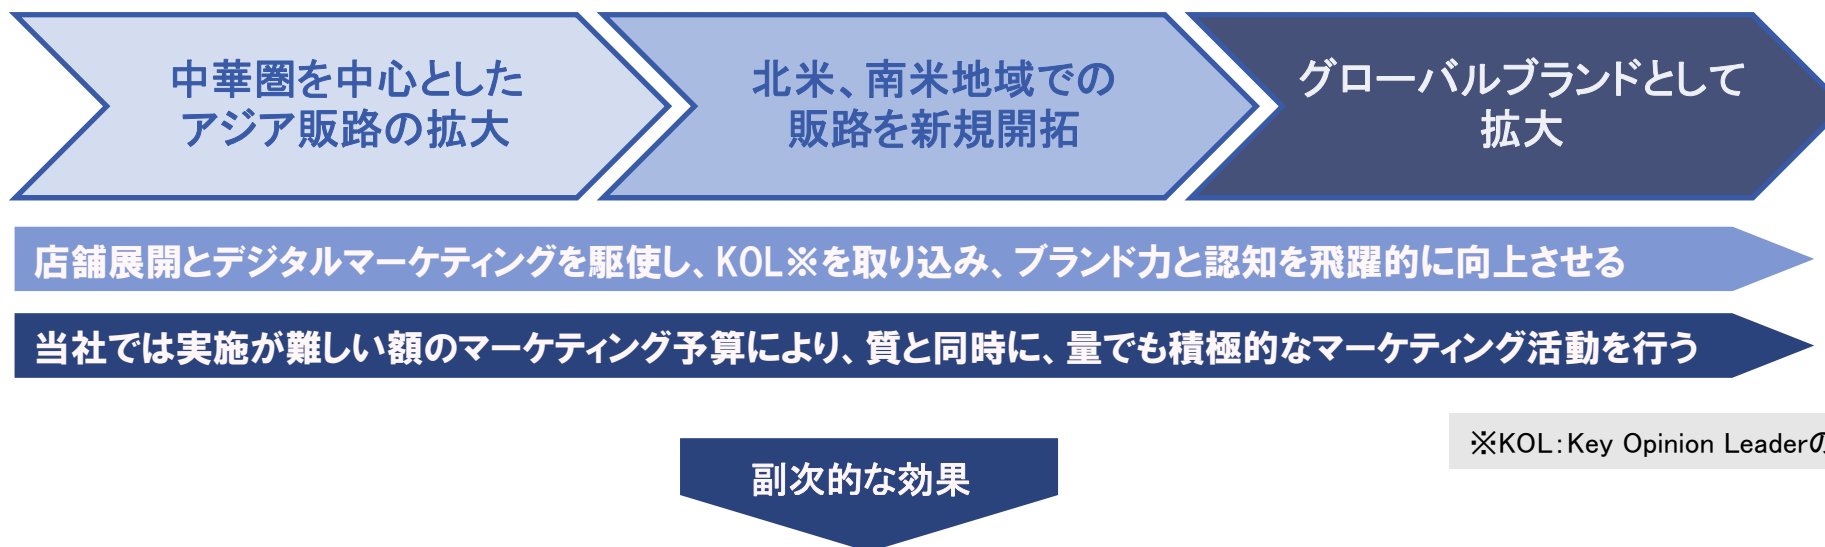 中華圏を中心とした
アジア販路の拡大
北米、南米地域での
販路を新規開拓
グローバルブランドとして
拡大
店舗展開とデジタルマーケティングを駆使し、KOL※を取り込み、ブランド力と認知を飛躍的に向上させる
当社では実施が難しい額のマーケティング予算により、質と同時に、量でも積極的なマーケティング活動を行う
※KOL：Key Opinion Leader
副次的な効果